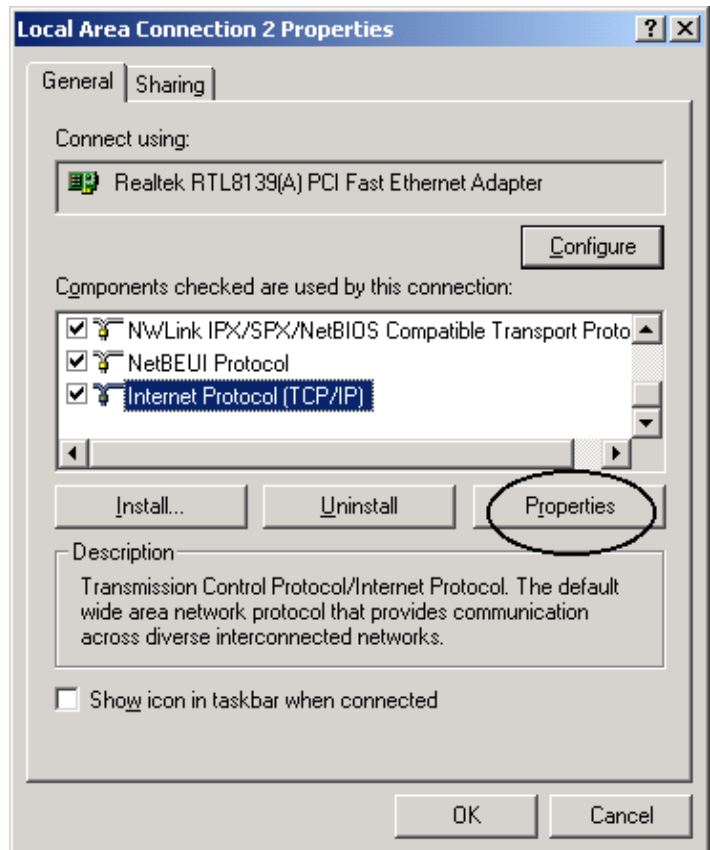 Local Area Connection 2 Properties
General
Sharing
Connect using:
Realtek RTL8139(A) PCI Fast Ethernet Adapter
Configure
Components checked are used by this connection:
NWLink IPX/SPX/NetBIOS Compatible Transport Proto
NetBEUI Protocol
Internet Protocol (TCP/IP)
Install...
Uninstall
Properties
Description
Transmission Control Protocol/Internet Protocol. The default
wide area network protocol that provides communication
across diverse interconnected networks.
Show icon in taskbar when connected
OK
Cancel